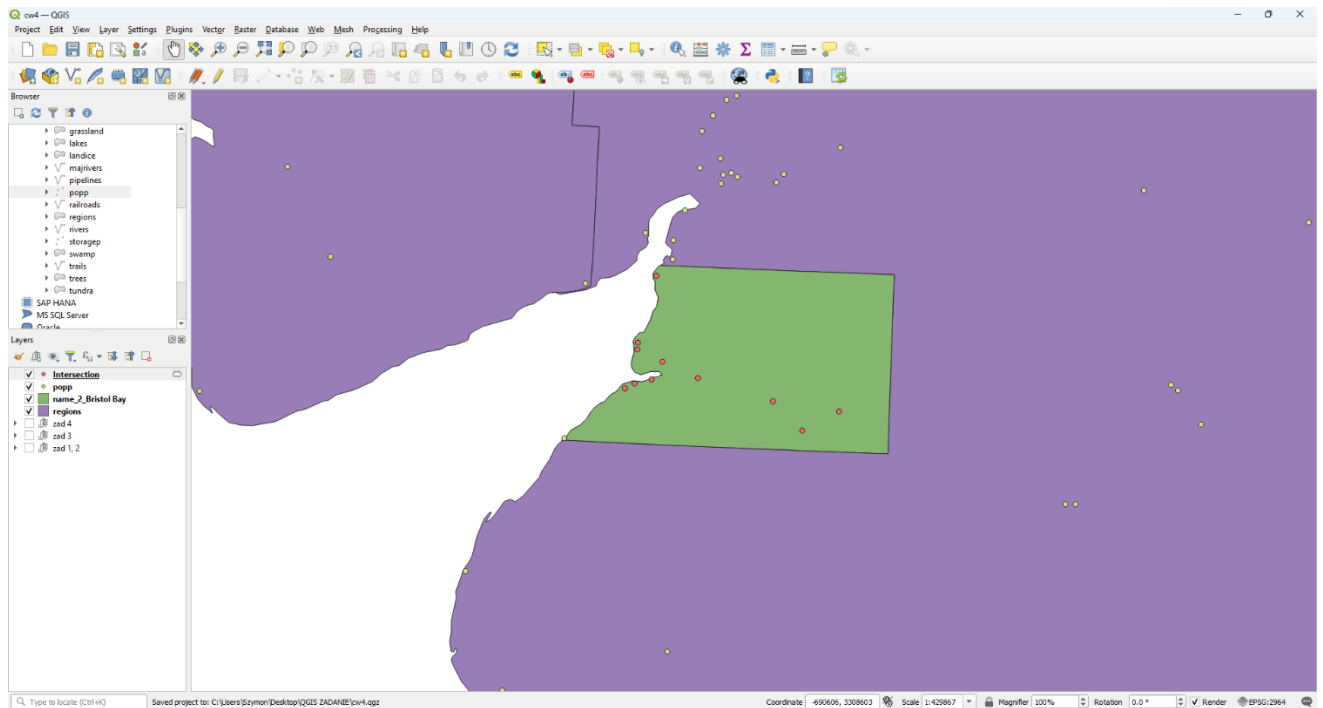 cw4 — QGIS
Project Edit View Layer Settings Plugins Vector Raster Database Web Mesh Processing Help
Browser
grassland
lakes
landice
majrivers
pipelines
popp
railroads
regions
rivers
storagep
swamp
trails
trees
tundra
SAP HANA
MS SQL Server
Oracle
Layers
Intersection
popp
name_2_Bristol Bay
regions
zad 4
zad 3
zad 1, 2
Type to locate (Ctrl+K) Saved project to: C:\Users\Szymon\Desktop\QGIS ZADANIE\cw4.qgz Coordinate -690606, 3308603 Scale 1:429867 Magnifier 100% Rotation 0.0 ° Render EPSG:2964